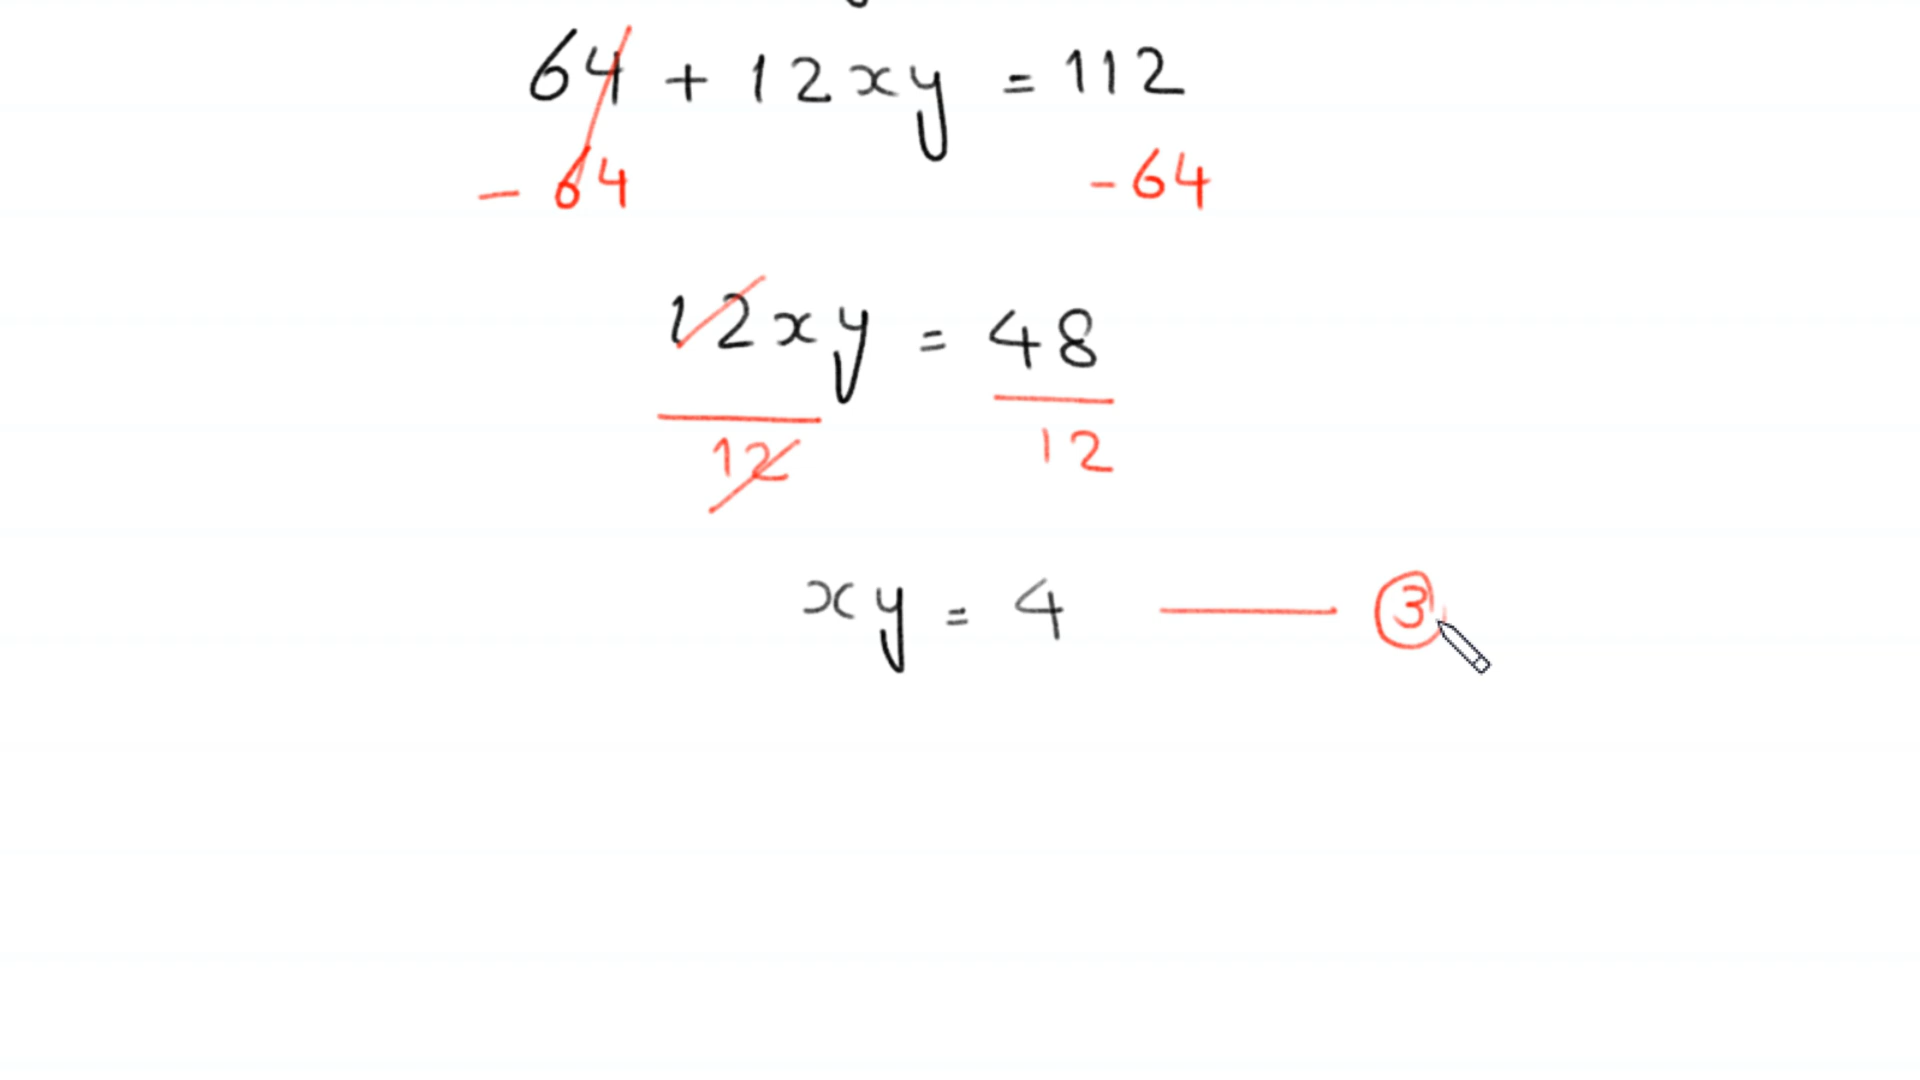 64 + 12xy = 112
- 64 - 64
12xy = 48
12 12
xy = 4 —— ③